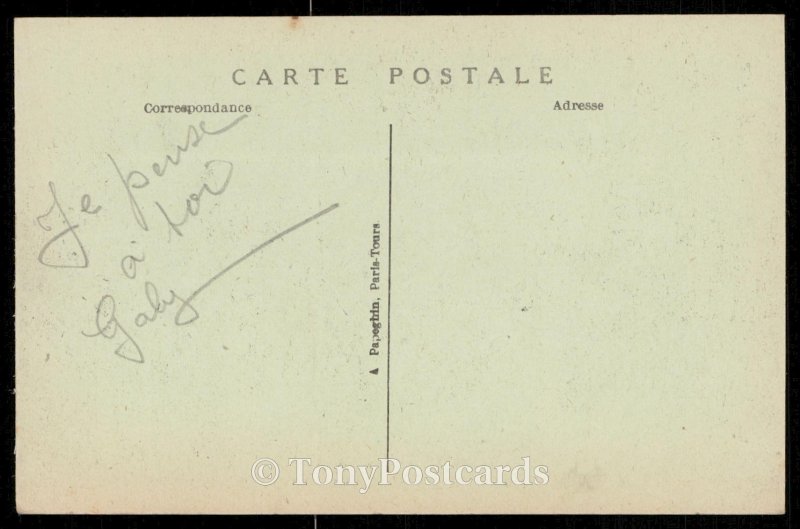 CARTE POSTALE
Correspondance
Adresse
Je pense
à toi
Gaby
A Papeghin, Paris-Tours
© TonyPostcards